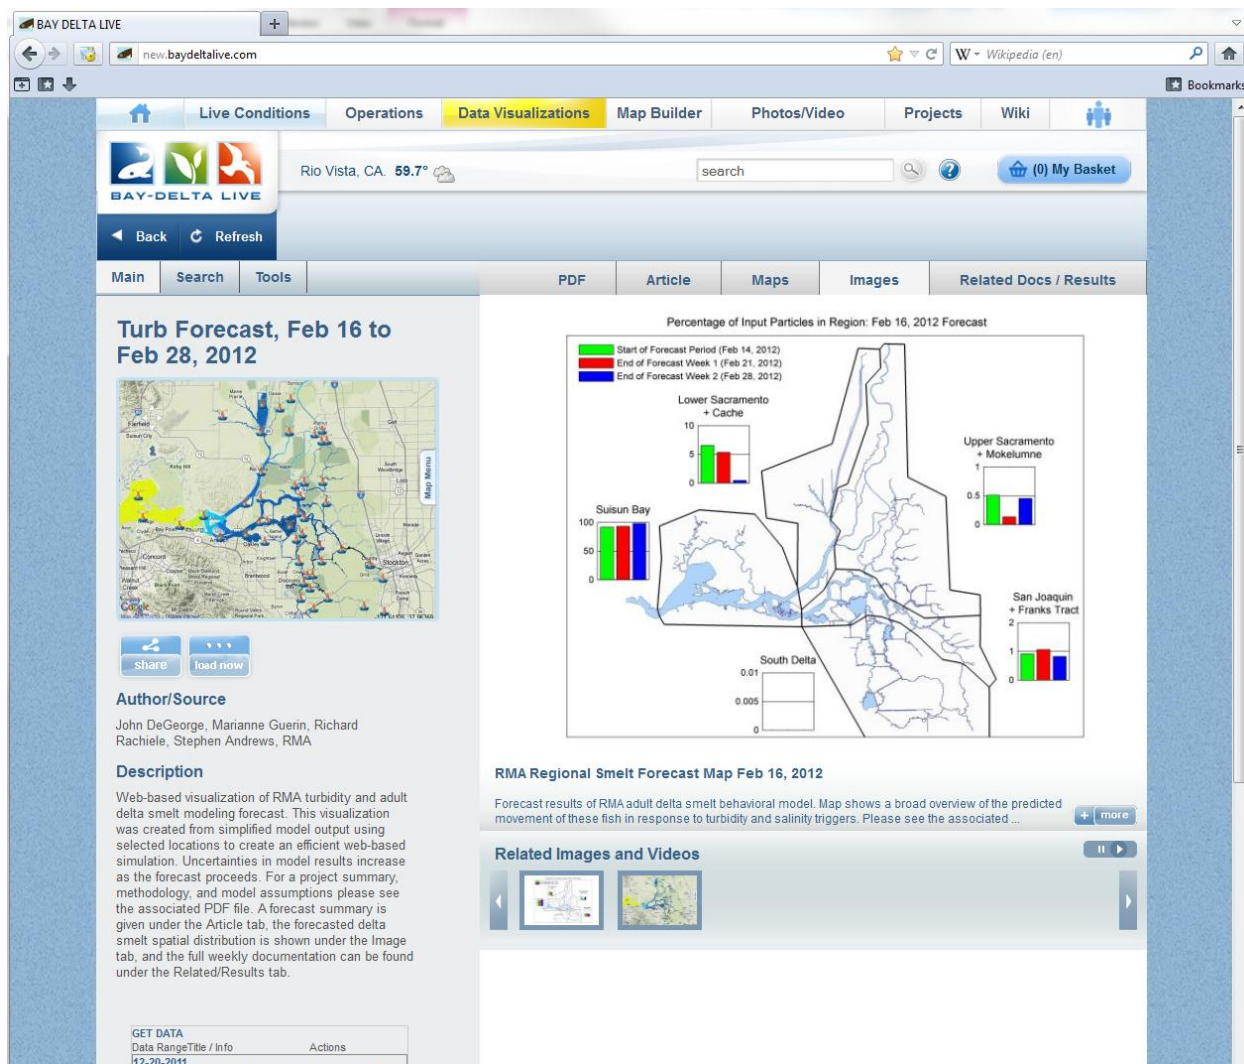 BAY DELTA LIVE
new.baydeltalive.com
Wikipedia (en)
Bookmarks
Live Conditions
Operations
Data Visualizations
Map Builder
Photos/Video
Projects
Wiki
BAY-DELTA LIVE
Rio Vista, CA. 59.7°
search
(0) My Basket
Back
Refresh
Main
Search
Tools
PDF
Article
Maps
Images
Related Docs / Results
Turb Forecast, Feb 16 to
Feb 28, 2012
Map Menu
Fairfield
Suisun City
Concord
Brentwood
Stockton
Google
share
load now
Author/Source
John DeGeorge, Marianne Guerin, Richard
Rachiele, Stephen Andrews, RMA
Description
Web-based visualization of RMA turbidity and adult
delta smelt modeling forecast. This visualization
was created from simplified model output using
selected locations to create an efficient web-based
simulation. Uncertainties in model results increase
as the forecast proceeds. For a project summary,
methodology, and model assumptions please see
the associated PDF file. A forecast summary is
given under the Article tab, the forecasted delta
smelt spatial distribution is shown under the Image
tab, and the full weekly documentation can be found
under the Related/Results tab.
GET DATA
Data RangeTitle / Info Actions
12-20-2011
Percentage of Input Particles in Region: Feb 16, 2012 Forecast
Start of Forecast Period (Feb 14, 2012)
End of Forecast Week 1 (Feb 21, 2012)
End of Forecast Week 2 (Feb 28, 2012)
Lower Sacramento
+ Cache
10
5
0
Upper Sacramento
+ Mokelumne
1
0.5
0
Suisun Bay
100
50
0
San Joaquin
+ Franks Tract
2
1
0
South Delta
0.01
0.005
0
RMA Regional Smelt Forecast Map Feb 16, 2012
Forecast results of RMA adult delta smelt behavioral model. Map shows a broad overview of the predicted
movement of these fish in response to turbidity and salinity triggers. Please see the associated ...
+ more
Related Images and Videos